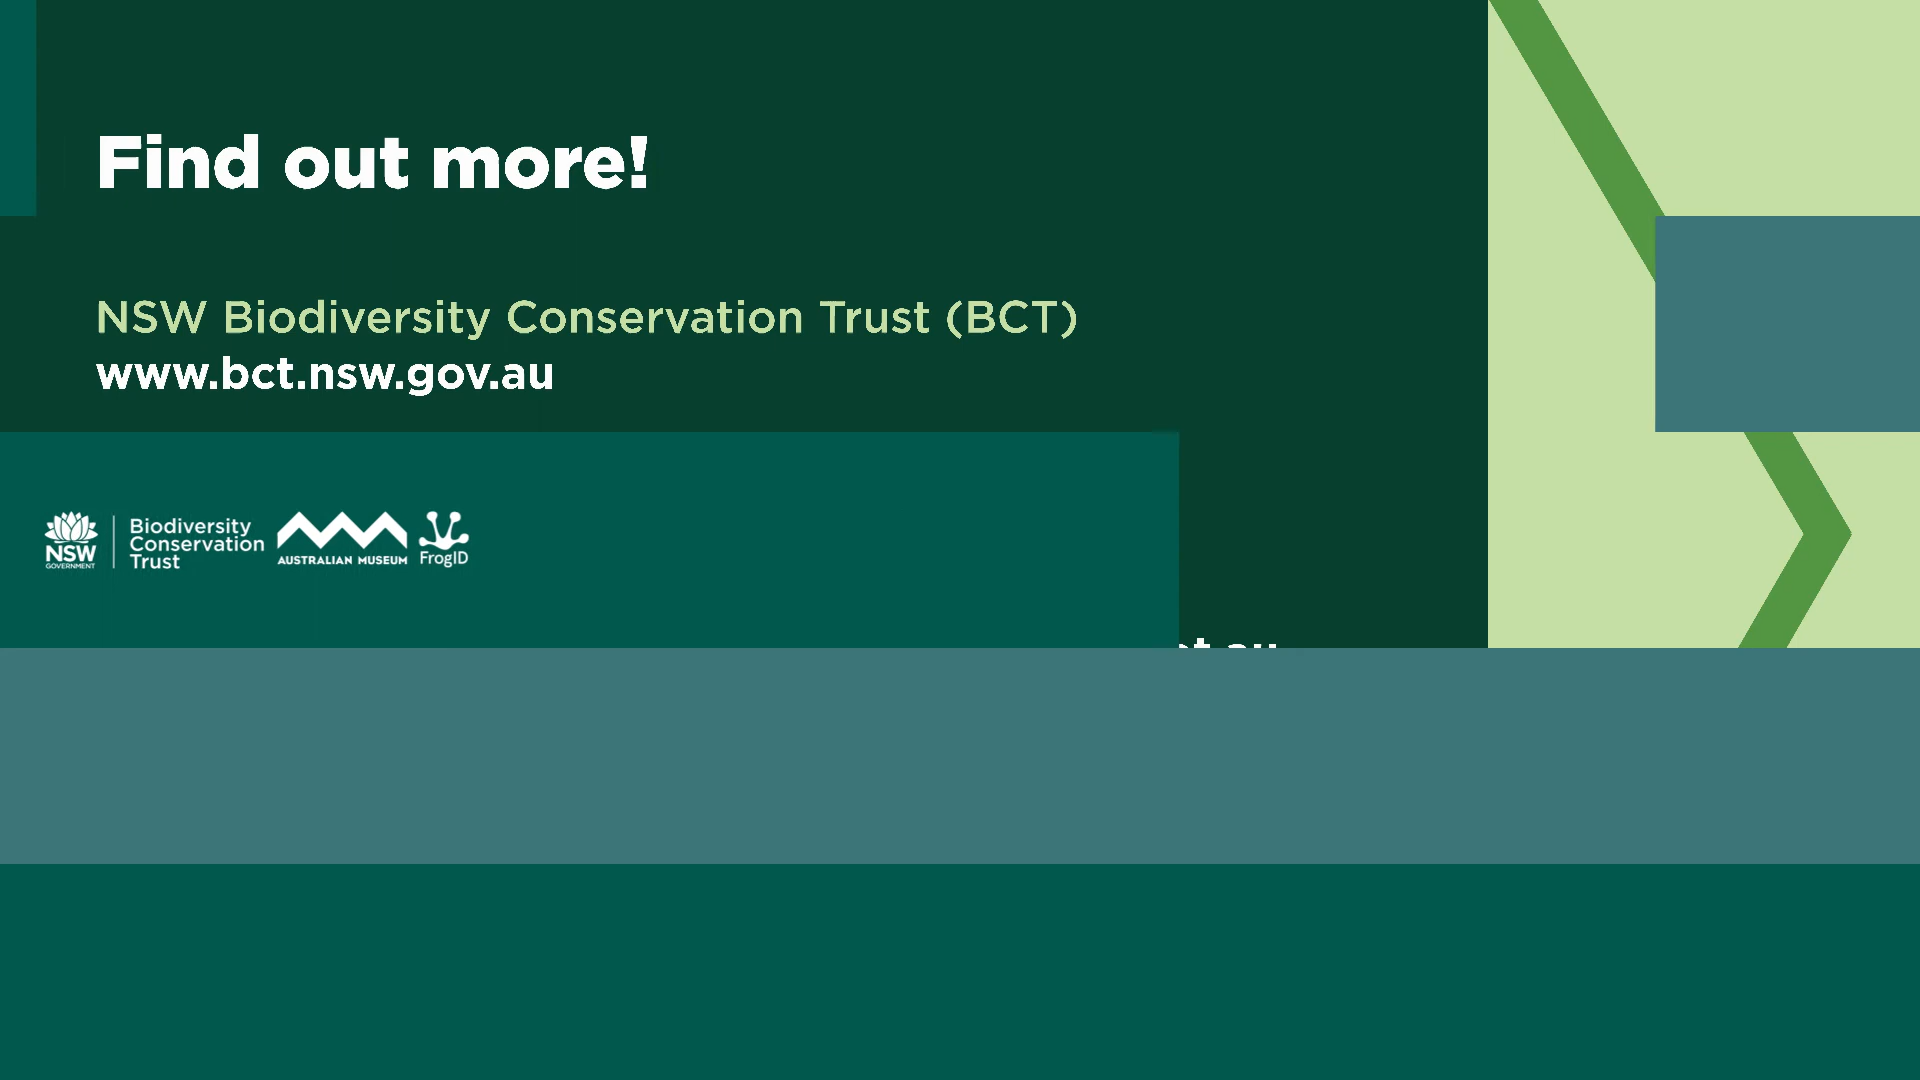 Find out more!
NSW Biodiversity Conservation Trust (BCT)
www.bct.nsw.gov.au
NSW
GOVERNMENT
Biodiversity
Conservation
Trust
AUSTRALIAN MUSEUM
FrogID